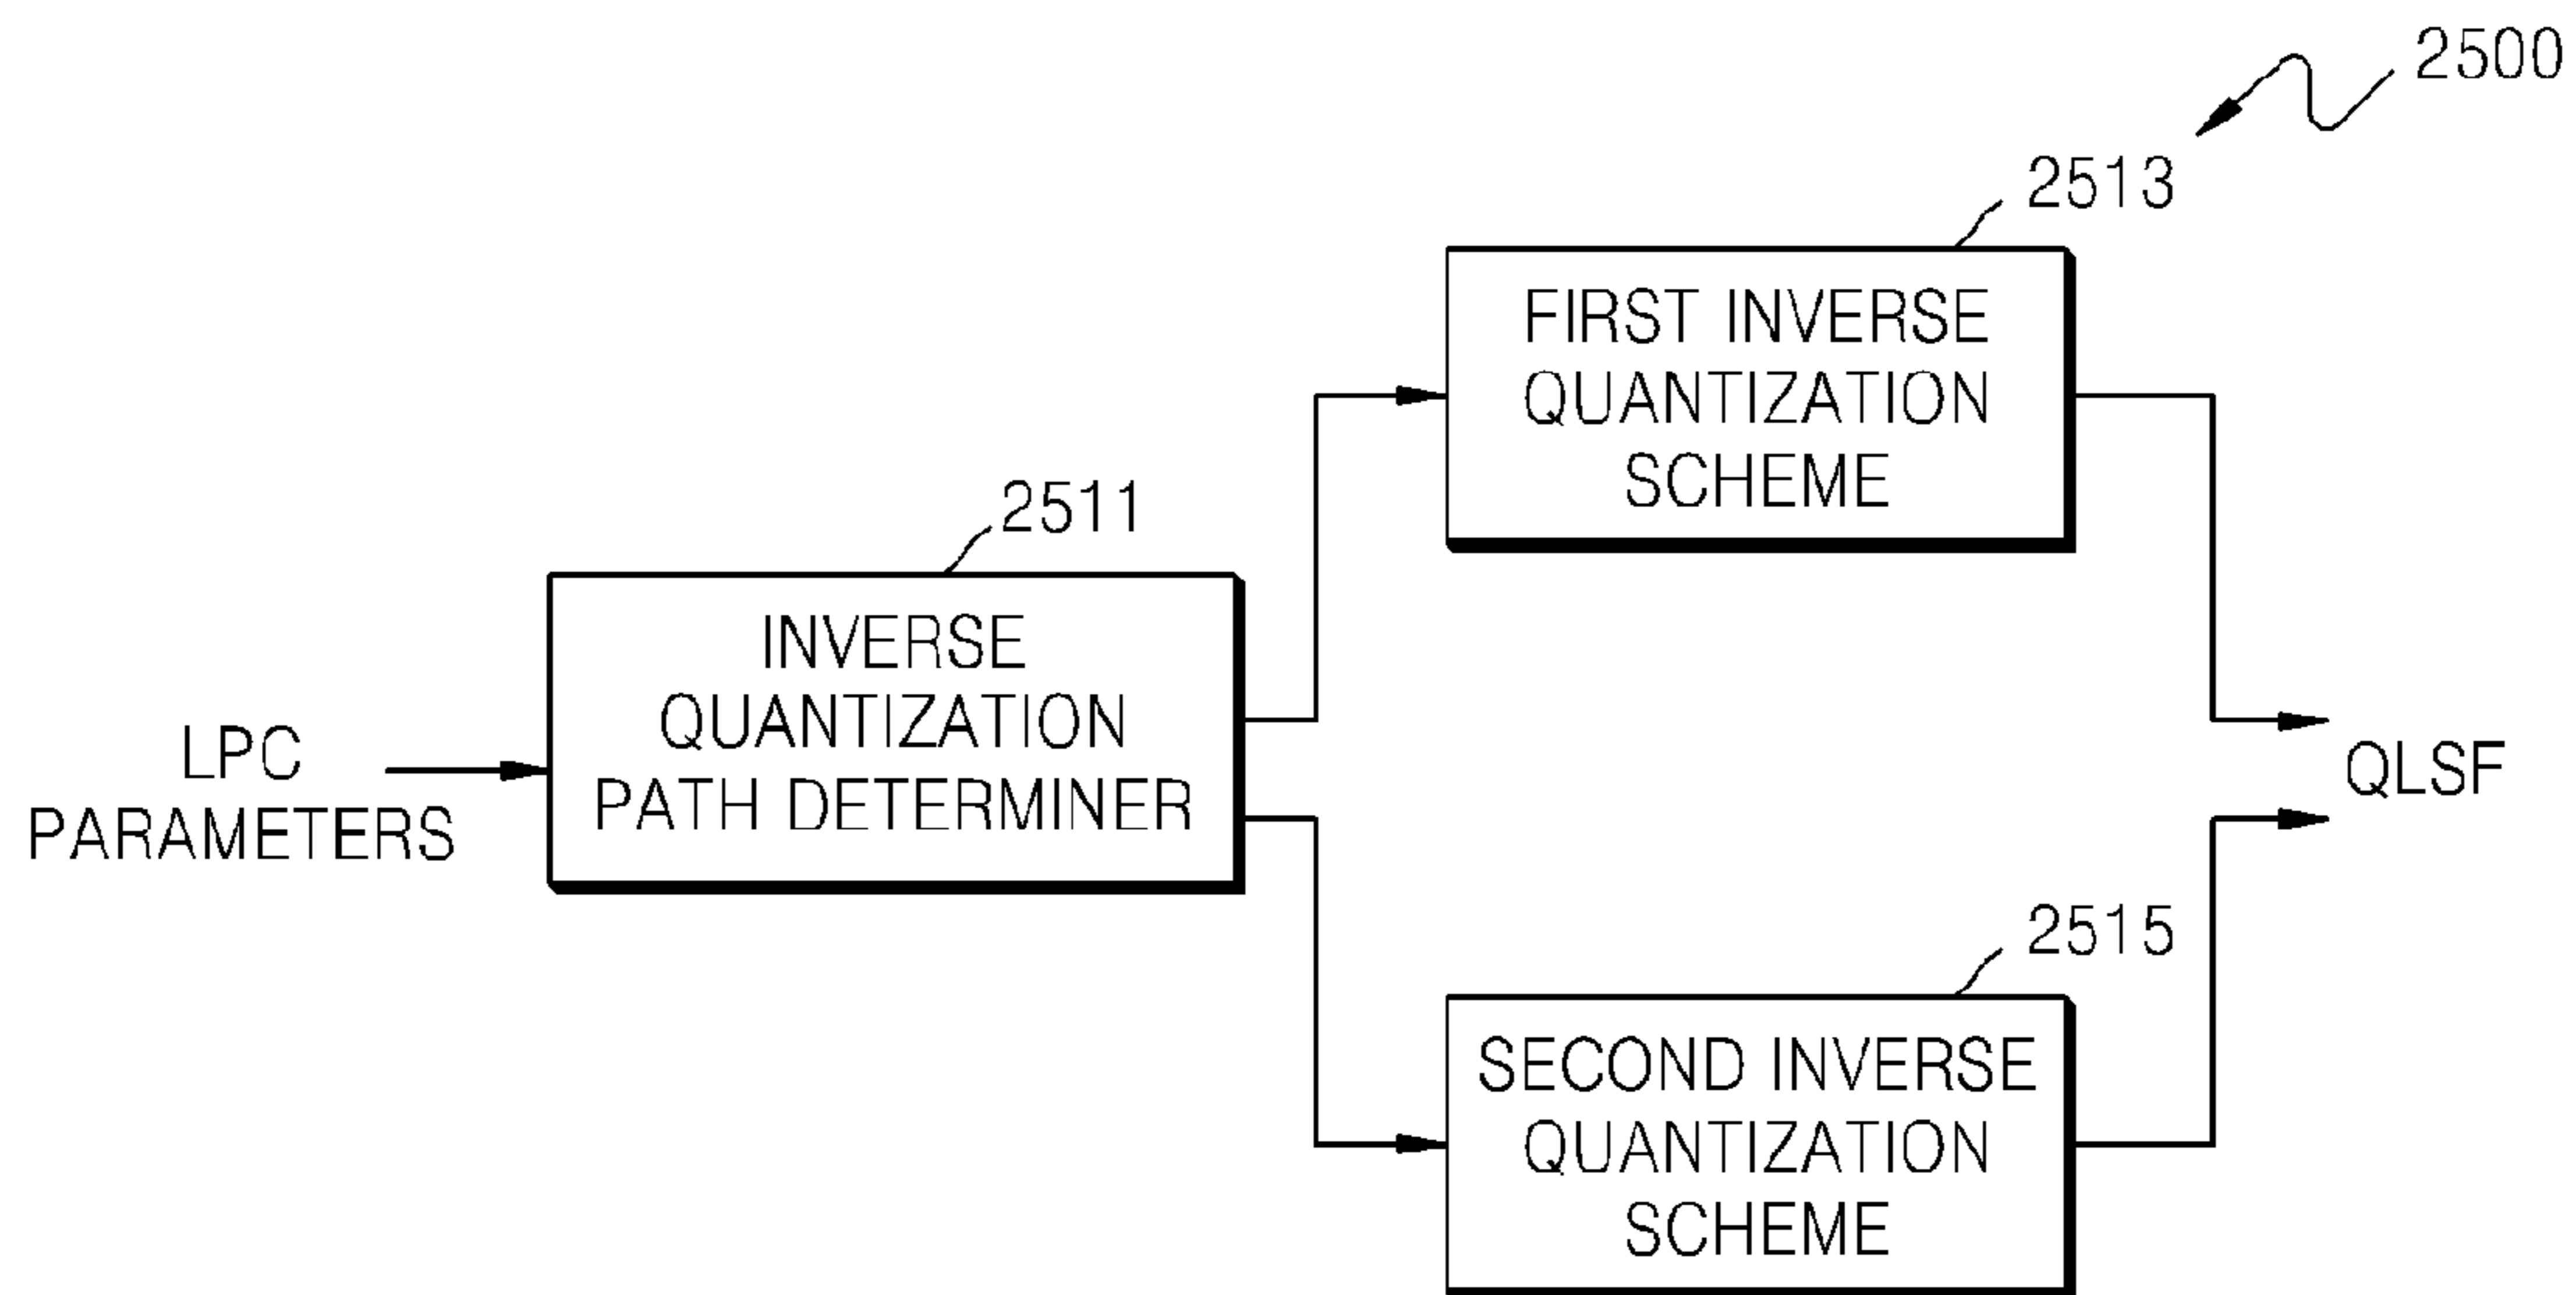 2500
2513
FIRST INVERSE
QUANTIZATION
SCHEME
2511
INVERSE
QUANTIZATION
PATH DETERMINER
LPC
PARAMETERS
QLSF
2515
SECOND INVERSE
QUANTIZATION
SCHEME